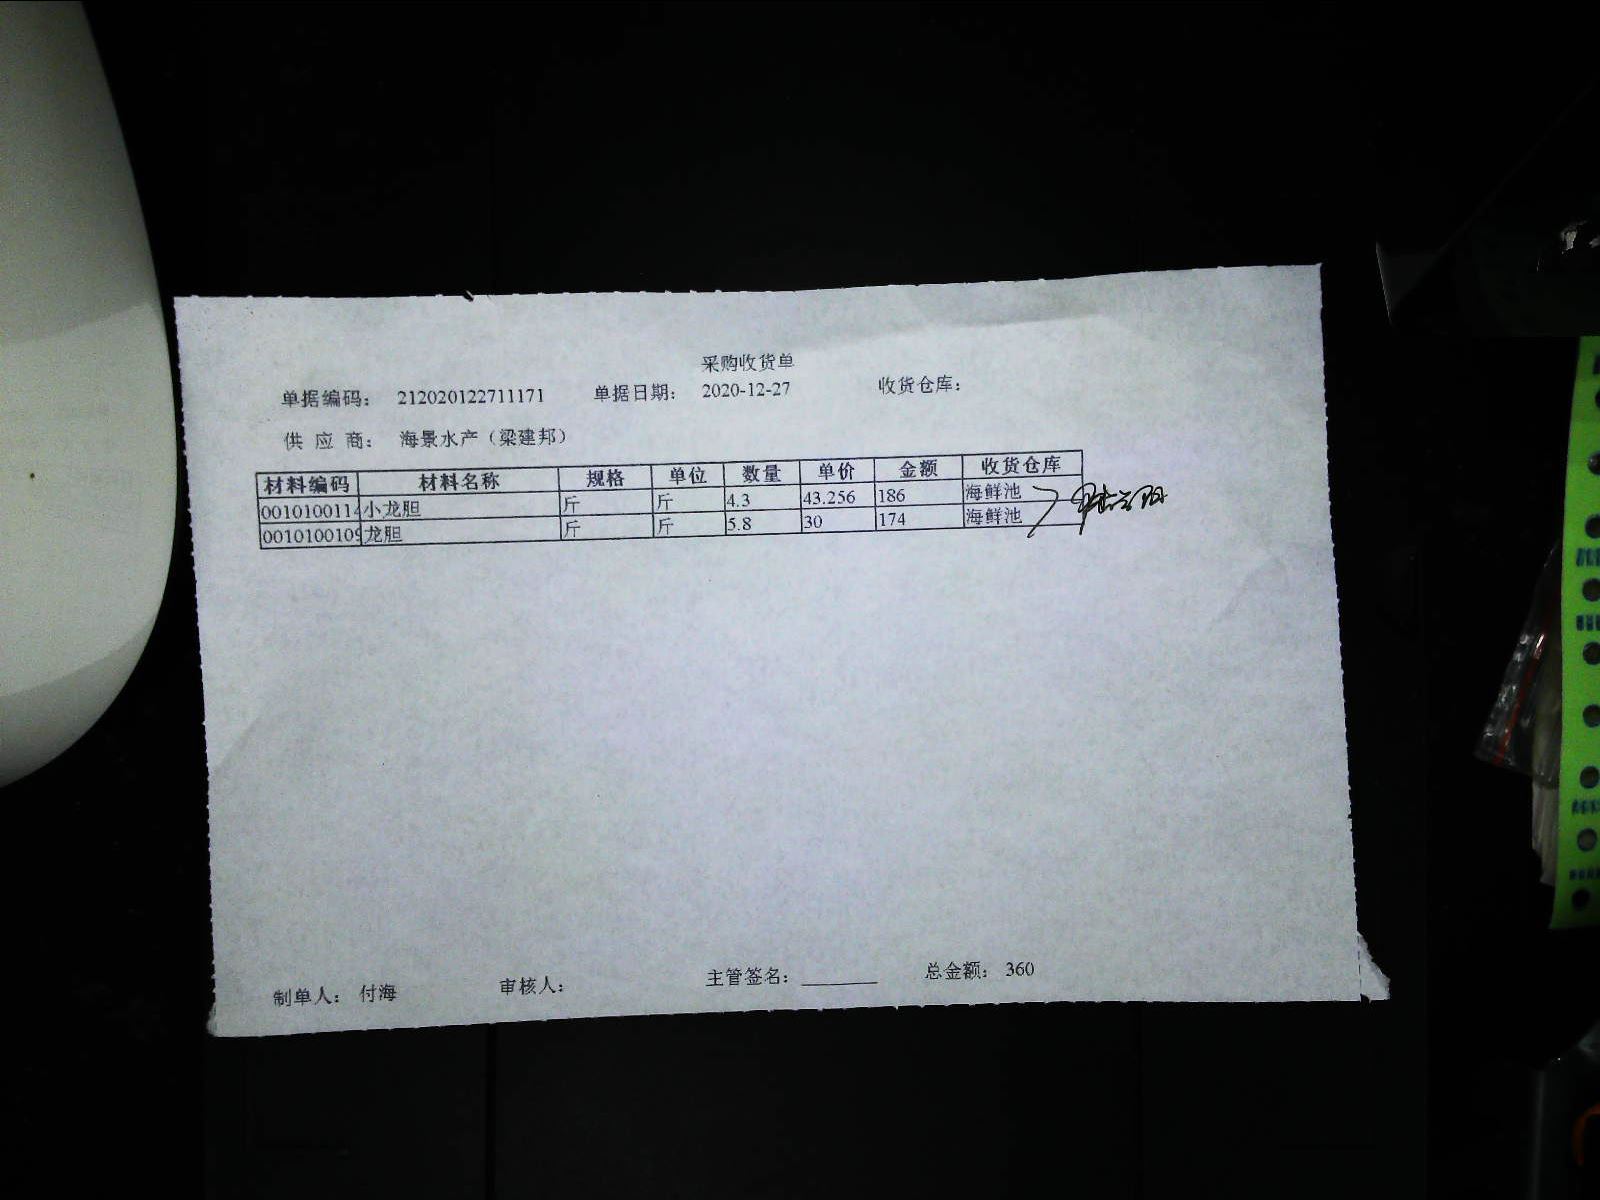 采购收货单
单据编码： 212020122711171 单据日期： 2020-12-27 收货仓库：
供 应 商： 海景水产（梁建邦）
材料编码 材料名称 规格 单位 数量 单价 金额 收货仓库
0010100114 小龙胆 斤 斤 4.3 43.256 186 海鲜池
0010100109 龙胆 斤 斤 5.8 30 174 海鲜池
制单人： 付海 审核人： 主管签名：________ 总金额： 360